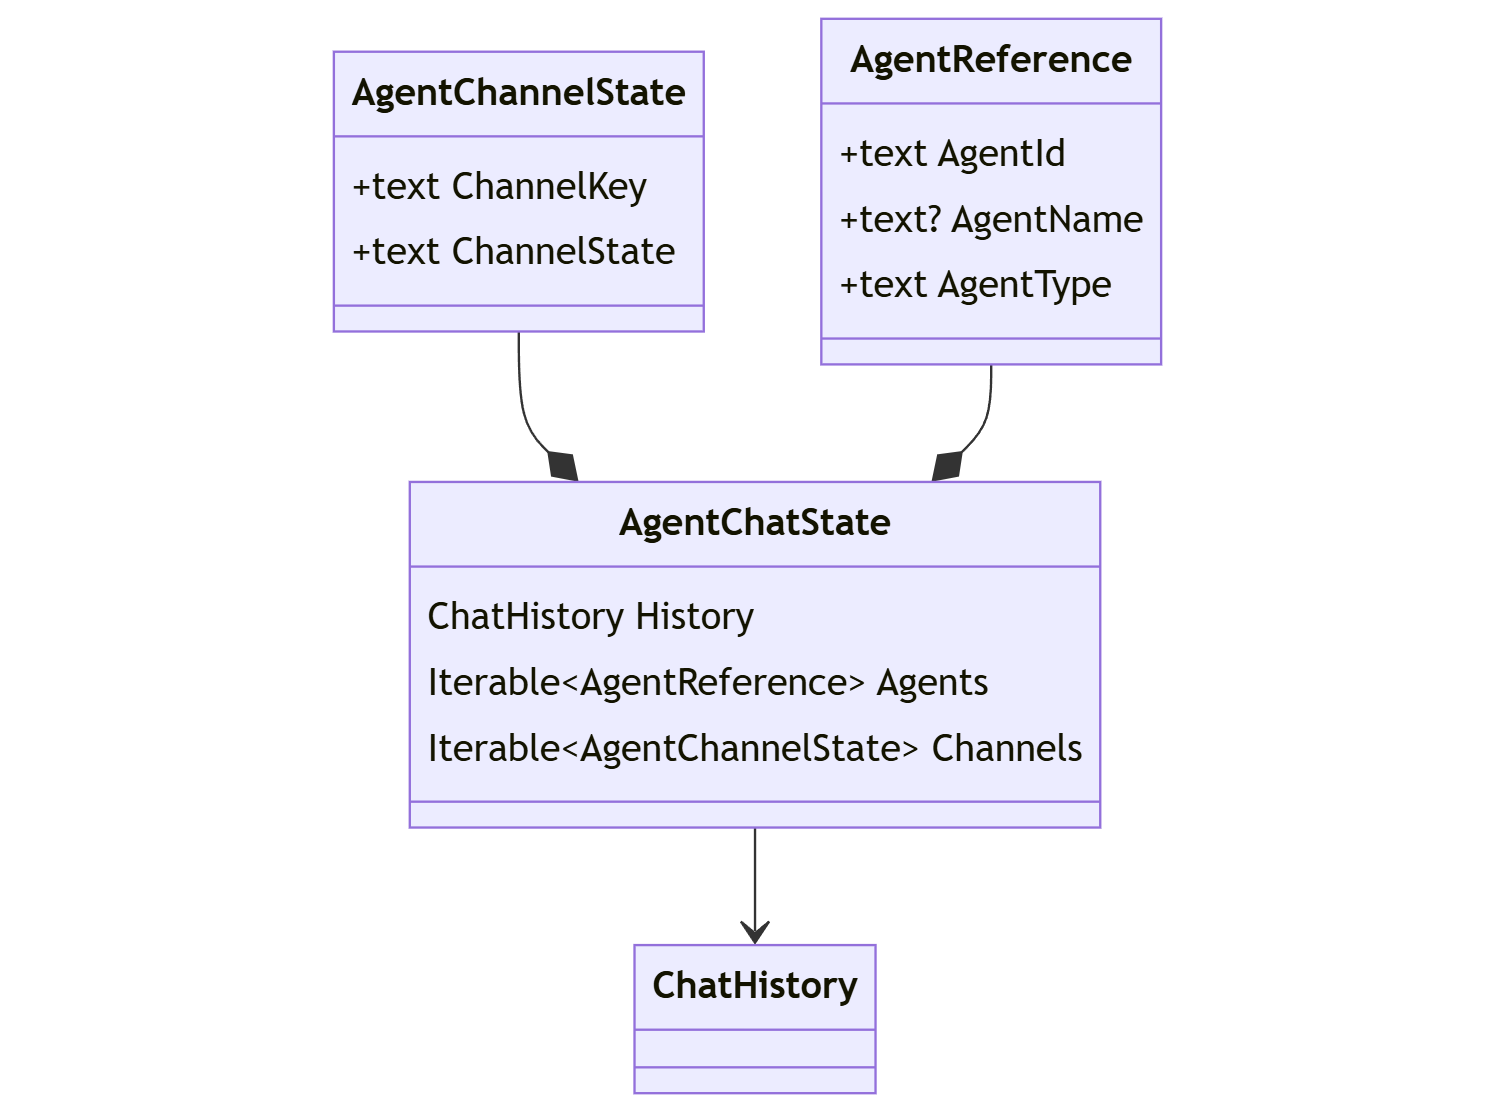 AgentChannelState
+text ChannelKey
+text ChannelState
AgentReference
+text AgentId
+text? AgentName
+text AgentType
AgentChatState
ChatHistory History
Iterable<AgentReference> Agents
Iterable<AgentChannelState> Channels
ChatHistory